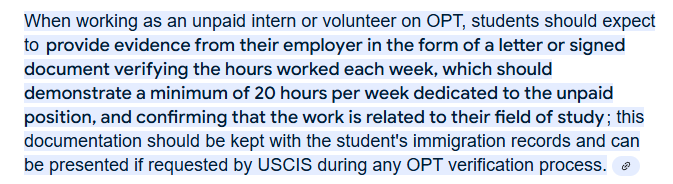 When working as an unpaid intern or volunteer on OPT, students should expect
to provide evidence from their employer in the form of a letter or signed
document verifying the hours worked each week, which should
demonstrate a minimum of 20 hours per week dedicated to the unpaid
position, and confirming that the work is related to their field of study; this
documentation should be kept with the student's immigration records and can
be presented if requested by USCIS during any OPT verification process.